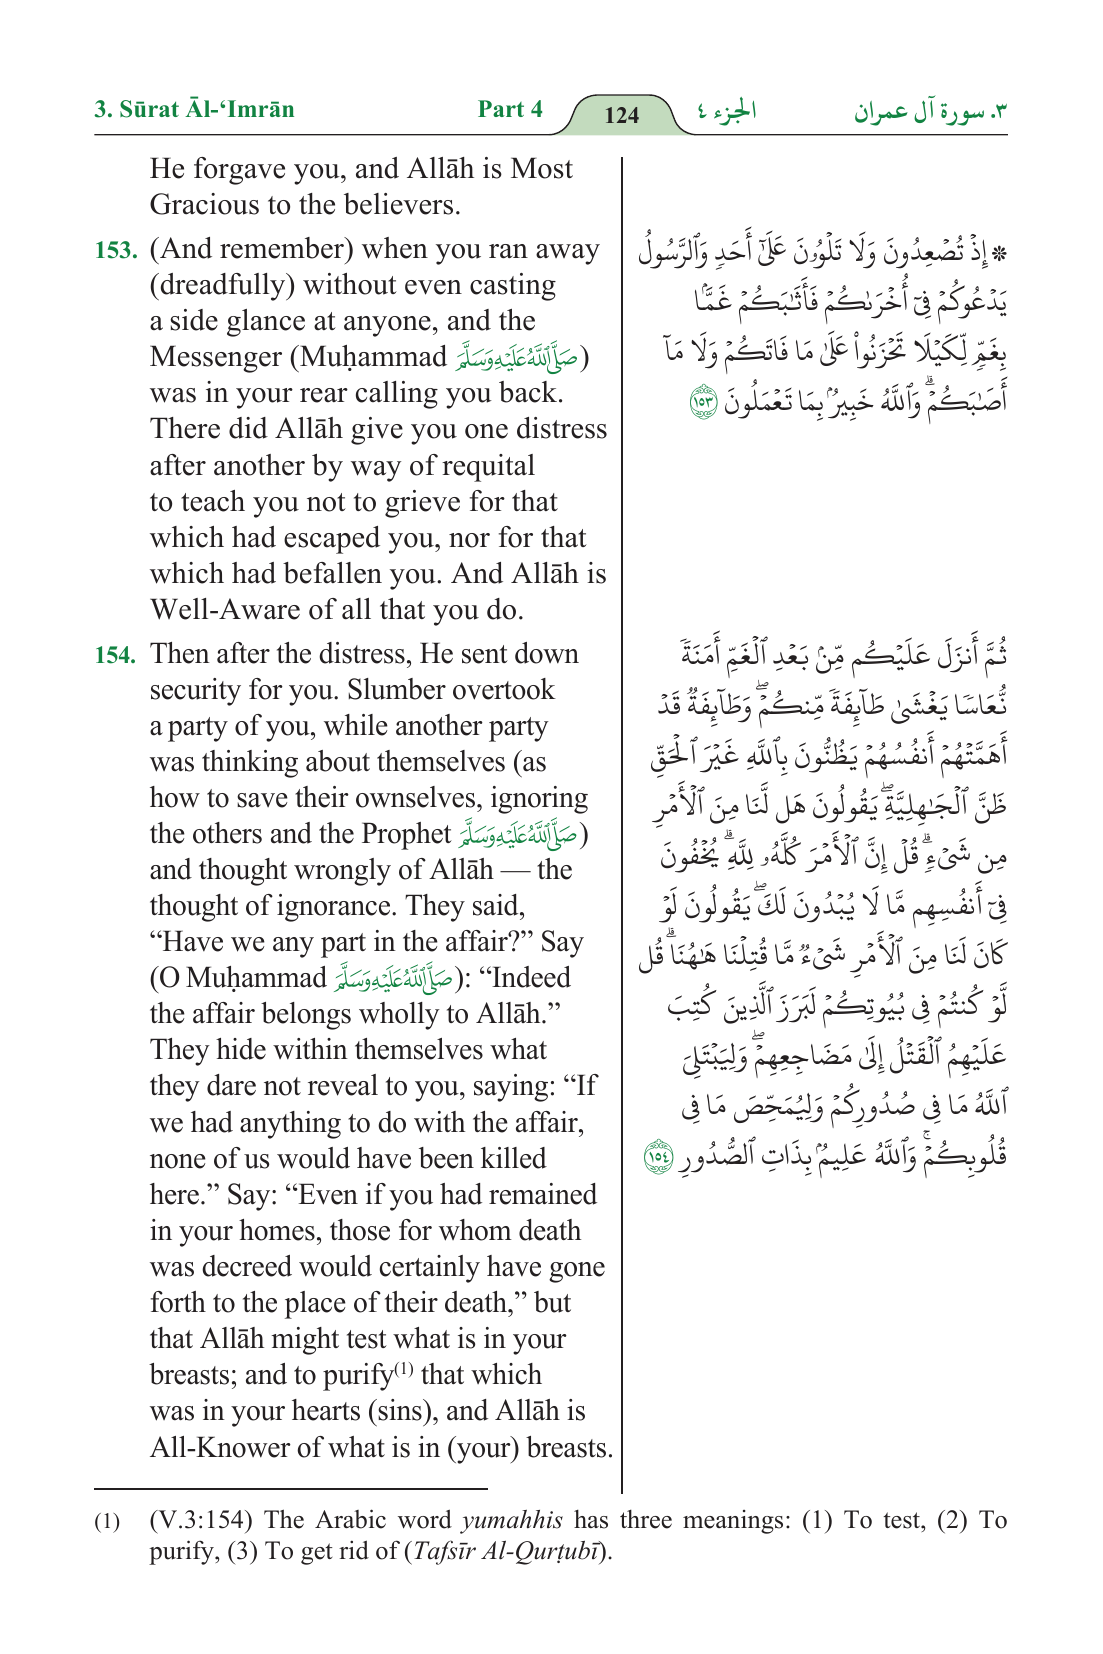 3. Sūrat Āl-‘Imrān Part 4 124 الجزء ٤ ٣. سورة آل عمران
He forgave you, and Allāh is Most
Gracious to the believers.
153. (And remember) when you ran away
(dreadfully) without even casting
a side glance at anyone, and the
Messenger (Muḥammad صَلَّى اللَّهُ عَلَيْهِ وَسَلَّمَ)
was in your rear calling you back.
There did Allāh give you one distress
after another by way of requital
to teach you not to grieve for that
which had escaped you, nor for that
which had befallen you. And Allāh is
Well-Aware of all that you do.
154. Then after the distress, He sent down
security for you. Slumber overtook
a party of you, while another party
was thinking about themselves (as
how to save their ownselves, ignoring
the others and the Prophet صَلَّى اللَّهُ عَلَيْهِ وَسَلَّمَ)
and thought wrongly of Allāh — the
thought of ignorance. They said,
“Have we any part in the affair?” Say
(O Muḥammad صَلَّى اللَّهُ عَلَيْهِ وَسَلَّمَ): “Indeed
the affair belongs wholly to Allāh.”
They hide within themselves what
they dare not reveal to you, saying: “If
we had anything to do with the affair,
none of us would have been killed
here.” Say: “Even if you had remained
in your homes, those for whom death
was decreed would certainly have gone
forth to the place of their death,” but
that Allāh might test what is in your
breasts; and to purify(1) that which
was in your hearts (sins), and Allāh is
All-Knower of what is in (your) breasts.
۞ إِذْ تُصْعِدُونَ وَلَا تَلْوُۥنَ عَلَىٰٓ أَحَدٍ وَٱلرَّسُولُ
يَدْعُوكُمْ فِىٓ أُخْرَىٰكُمْ فَأَثَـٰبَكُمْ غَمًّۢا
بِغَمٍّ لِّكَيْلَا تَحْزَنُوا۟ عَلَىٰ مَا فَاتَكُمْ وَلَا مَآ
أَصَـٰبَكُمْ ۗ وَٱللَّهُ خَبِيرٌۢ بِمَا تَعْمَلُونَ ١٥٣
ثُمَّ أَنزَلَ عَلَيْكُم مِّنۢ بَعْدِ ٱلْغَمِّ أَمَنَةً
نُّعَاسًا يَغْشَىٰ طَآئِفَةً مِّنكُمْ ۖ وَطَآئِفَةٌ قَدْ
أَهَمَّتْهُمْ أَنفُسُهُمْ يَظُنُّونَ بِٱللَّهِ غَيْرَ ٱلْحَقِّ
ظَنَّ ٱلْجَـٰهِلِيَّةِ ۖ يَقُولُونَ هَل لَّنَا مِنَ ٱلْأَمْرِ
مِن شَىْءٍ ۗ قُلْ إِنَّ ٱلْأَمْرَ كُلَّهُۥ لِلَّهِ ۗ يُخْفُونَ
فِىٓ أَنفُسِهِم مَّا لَا يُبْدُونَ لَكَ ۖ يَقُولُونَ لَوْ
كَانَ لَنَا مِنَ ٱلْأَمْرِ شَىْءٌ مَّا قُتِلْنَا هَـٰهُنَا ۗ قُل
لَّوْ كُنتُمْ فِى بُيُوتِكُمْ لَبَرَزَ ٱلَّذِينَ كُتِبَ
عَلَيْهِمُ ٱلْقَتْلُ إِلَىٰ مَضَاجِعِهِمْ ۖ وَلِيَبْتَلِىَ
ٱللَّهُ مَا فِى صُدُورِكُمْ وَلِيُمَحِّصَ مَا فِى
قُلُوبِكُمْ ۚ وَٱللَّهُ عَلِيمٌۢ بِذَاتِ ٱلصُّدُورِ ١٥٤
(1) (V.3:154) The Arabic word yumahhis has three meanings: (1) To test, (2) To
purify, (3) To get rid of (Tafsīr Al-Qurṭubī).